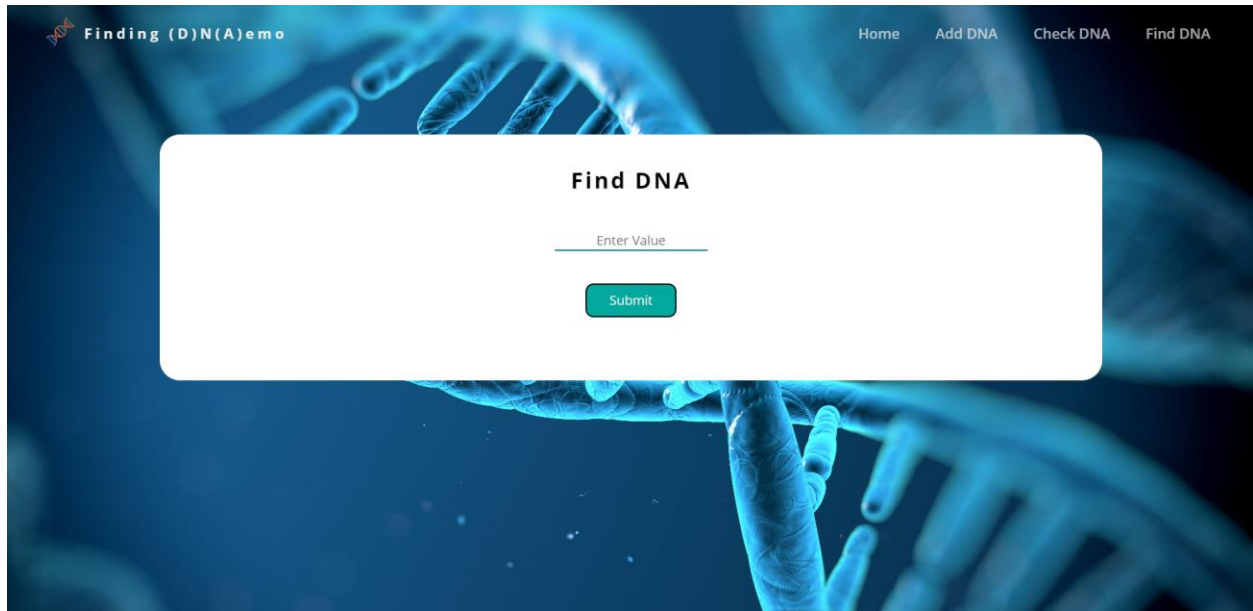 Finding (D)N(A)emo
Home Add DNA Check DNA Find DNA
Find DNA
Enter Value
Submit